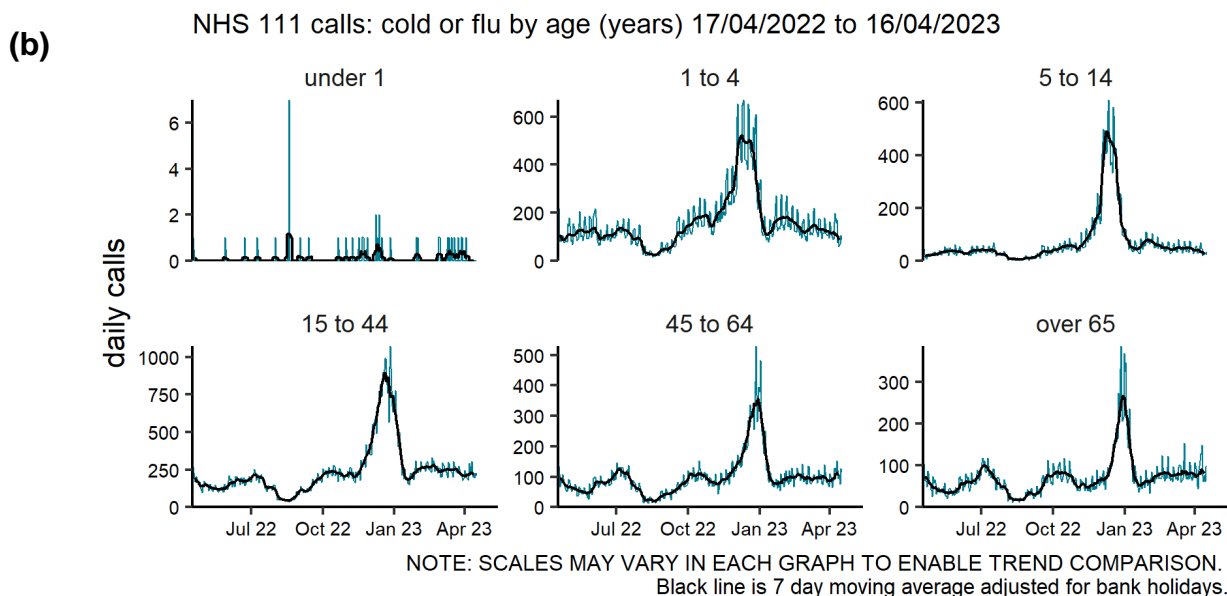 (b)
NHS 111 calls: cold or flu by age (years) 17/04/2022 to 16/04/2023
daily calls
under 1
6
4
2
0
1 to 4
600
400
200
0
5 to 14
600
400
200
0
15 to 44
1000
750
500
250
0
Jul 22 Oct 22 Jan 23 Apr 23
45 to 64
500
400
300
200
100
0
Jul 22 Oct 22 Jan 23 Apr 23
over 65
300
200
100
0
Jul 22 Oct 22 Jan 23 Apr 23
NOTE: SCALES MAY VARY IN EACH GRAPH TO ENABLE TREND COMPARISON.
Black line is 7 day moving average adjusted for bank holidays.